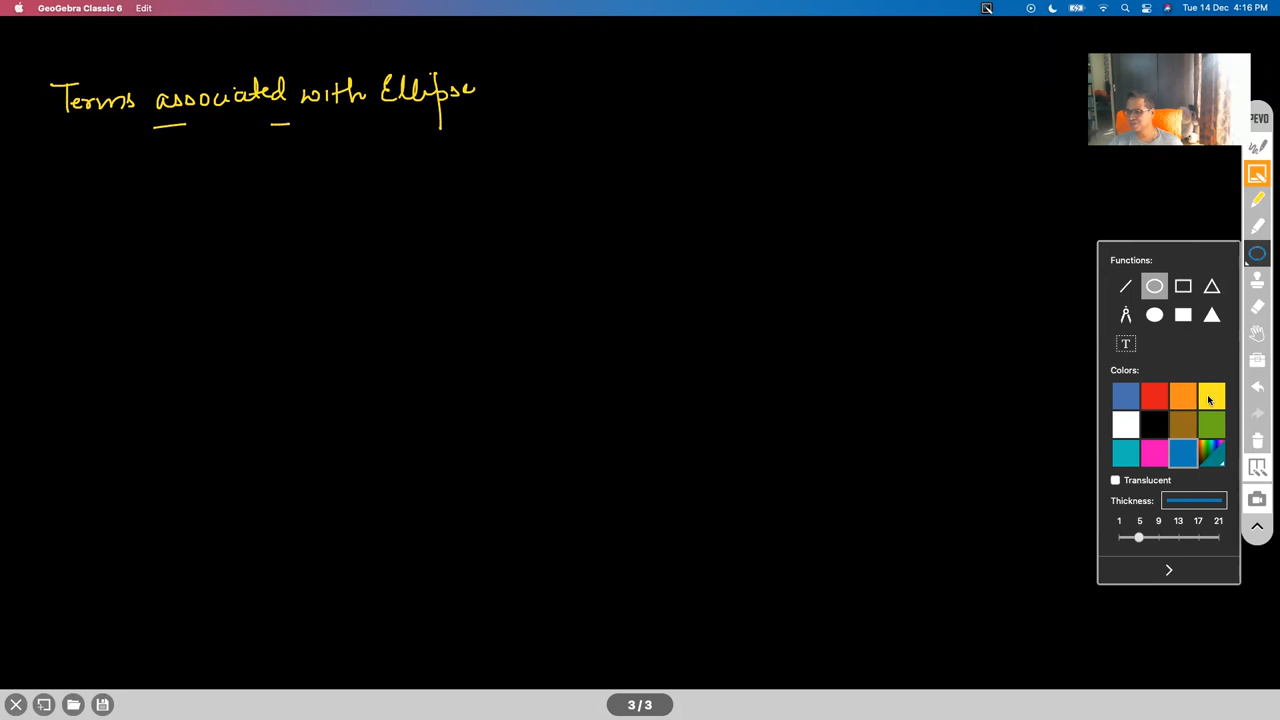 GeoGebra Classic 6 Edit
Tue 14 Dec 4:16 PM
Terms associated with Ellipse
Functions:
T
Colors:
Translucent
Thickness:
1 5 9 13 17 21
3 / 3